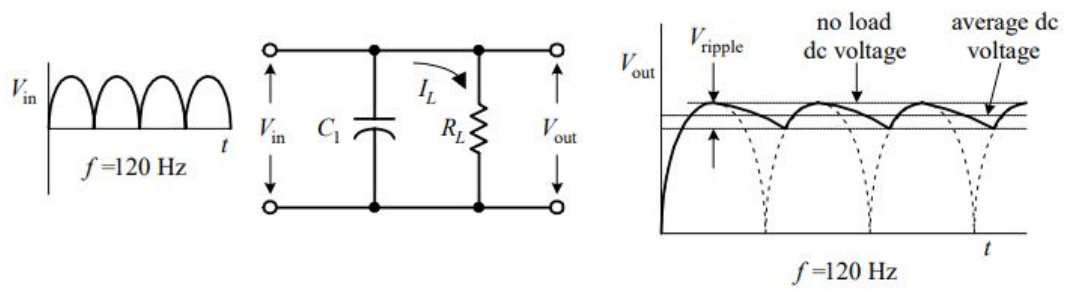 V_in
t
f =120 Hz
V_in
C_1
I_L
R_L
V_out
V_out
V_ripple
no load
dc voltage
average dc
voltage
t
f =120 Hz